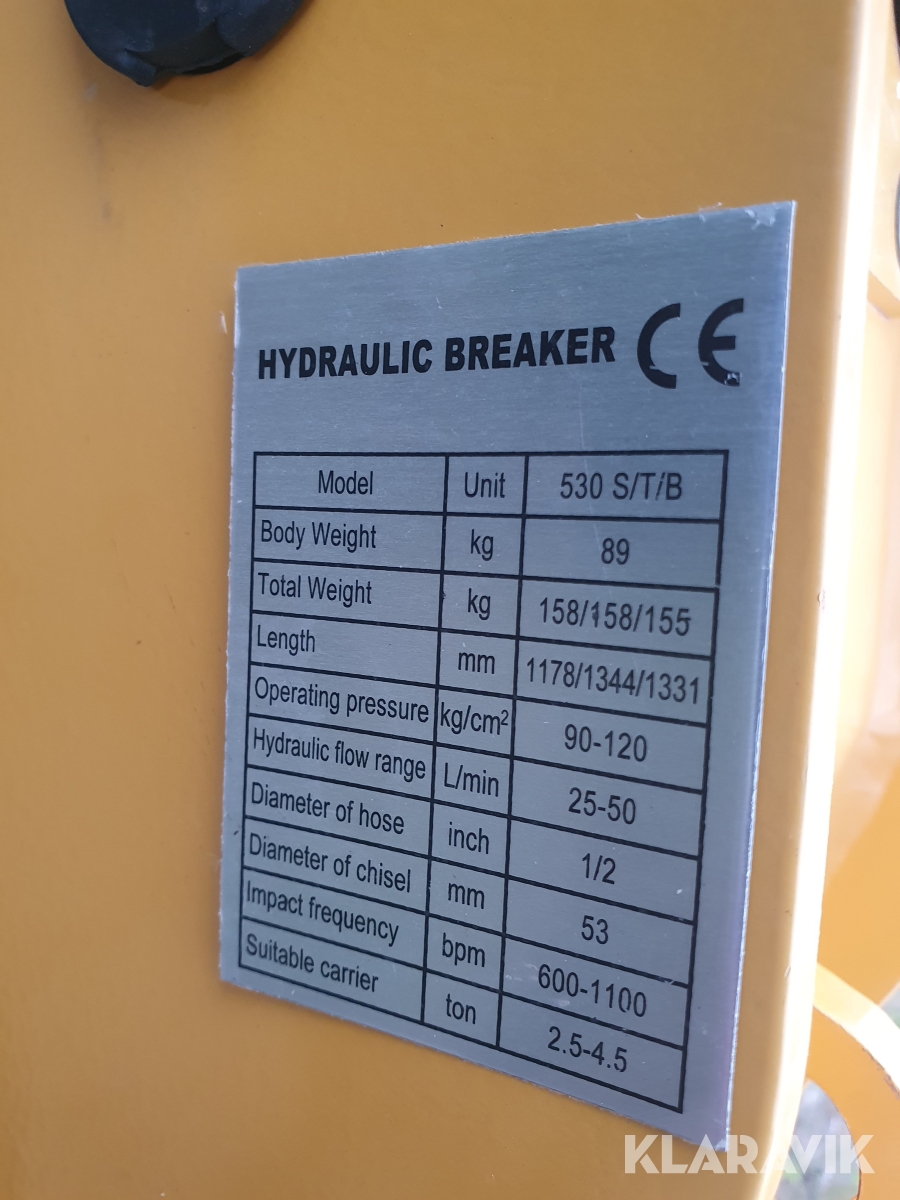 HYDRAULIC BREAKER CE
Model Unit 530 S/T/B
Body Weight kg 89
Total Weight kg 158/158/155
Length mm 1178/1344/1331
Operating pressure kg/cm² 90-120
Hydraulic flow range L/min 25-50
Diameter of hose inch 1/2
Diameter of chisel mm 53
Impact frequency bpm 600-1100
Suitable carrier ton 2.5-4.5
KLARAVIK